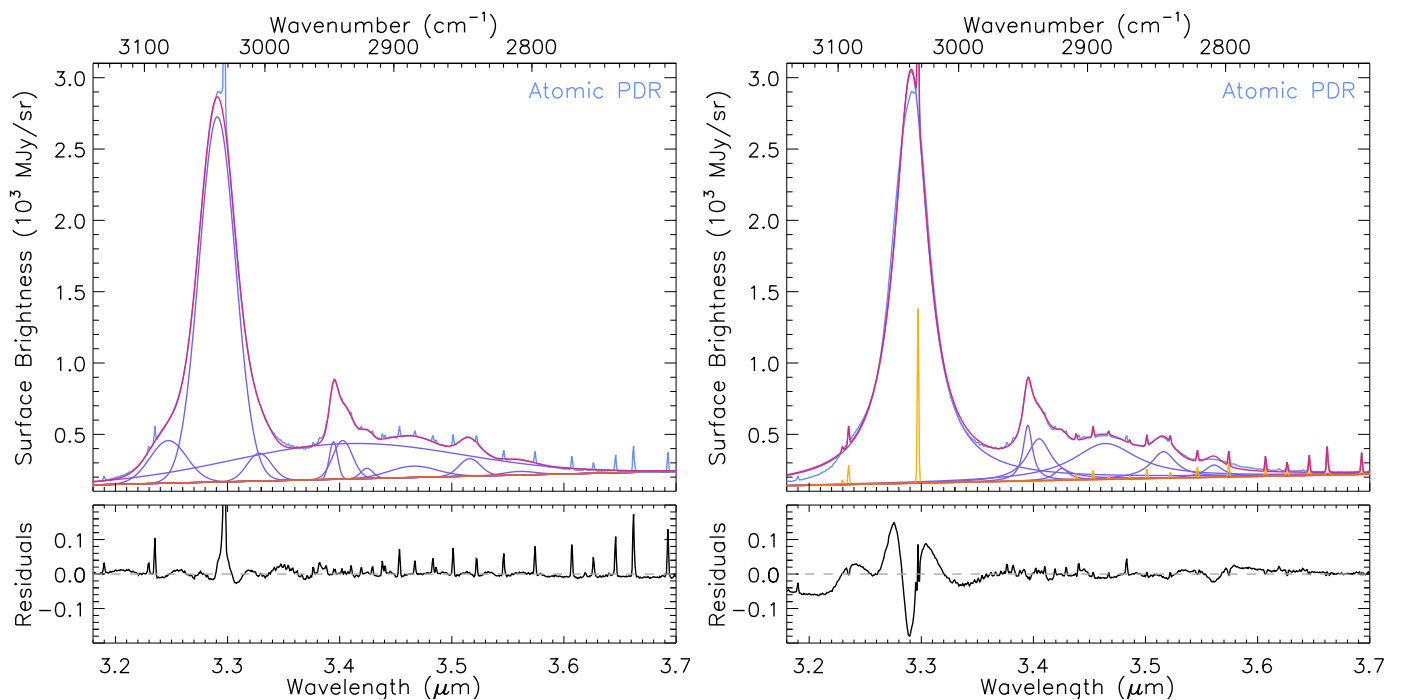 Wavenumber (cm⁻¹)
3100 3000 2900 2800
Atomic PDR
Surface Brightness (10³ MJy/sr)
3.0
2.5
2.0
1.5
1.0
0.5
Residuals
0.1
0.0
−0.1
3.2 3.3 3.4 3.5 3.6 3.7
Wavelength (μm)
Wavenumber (cm⁻¹)
3100 3000 2900 2800
Atomic PDR
Surface Brightness (10³ MJy/sr)
3.0
2.5
2.0
1.5
1.0
0.5
Residuals
0.1
0.0
−0.1
3.2 3.3 3.4 3.5 3.6 3.7
Wavelength (μm)